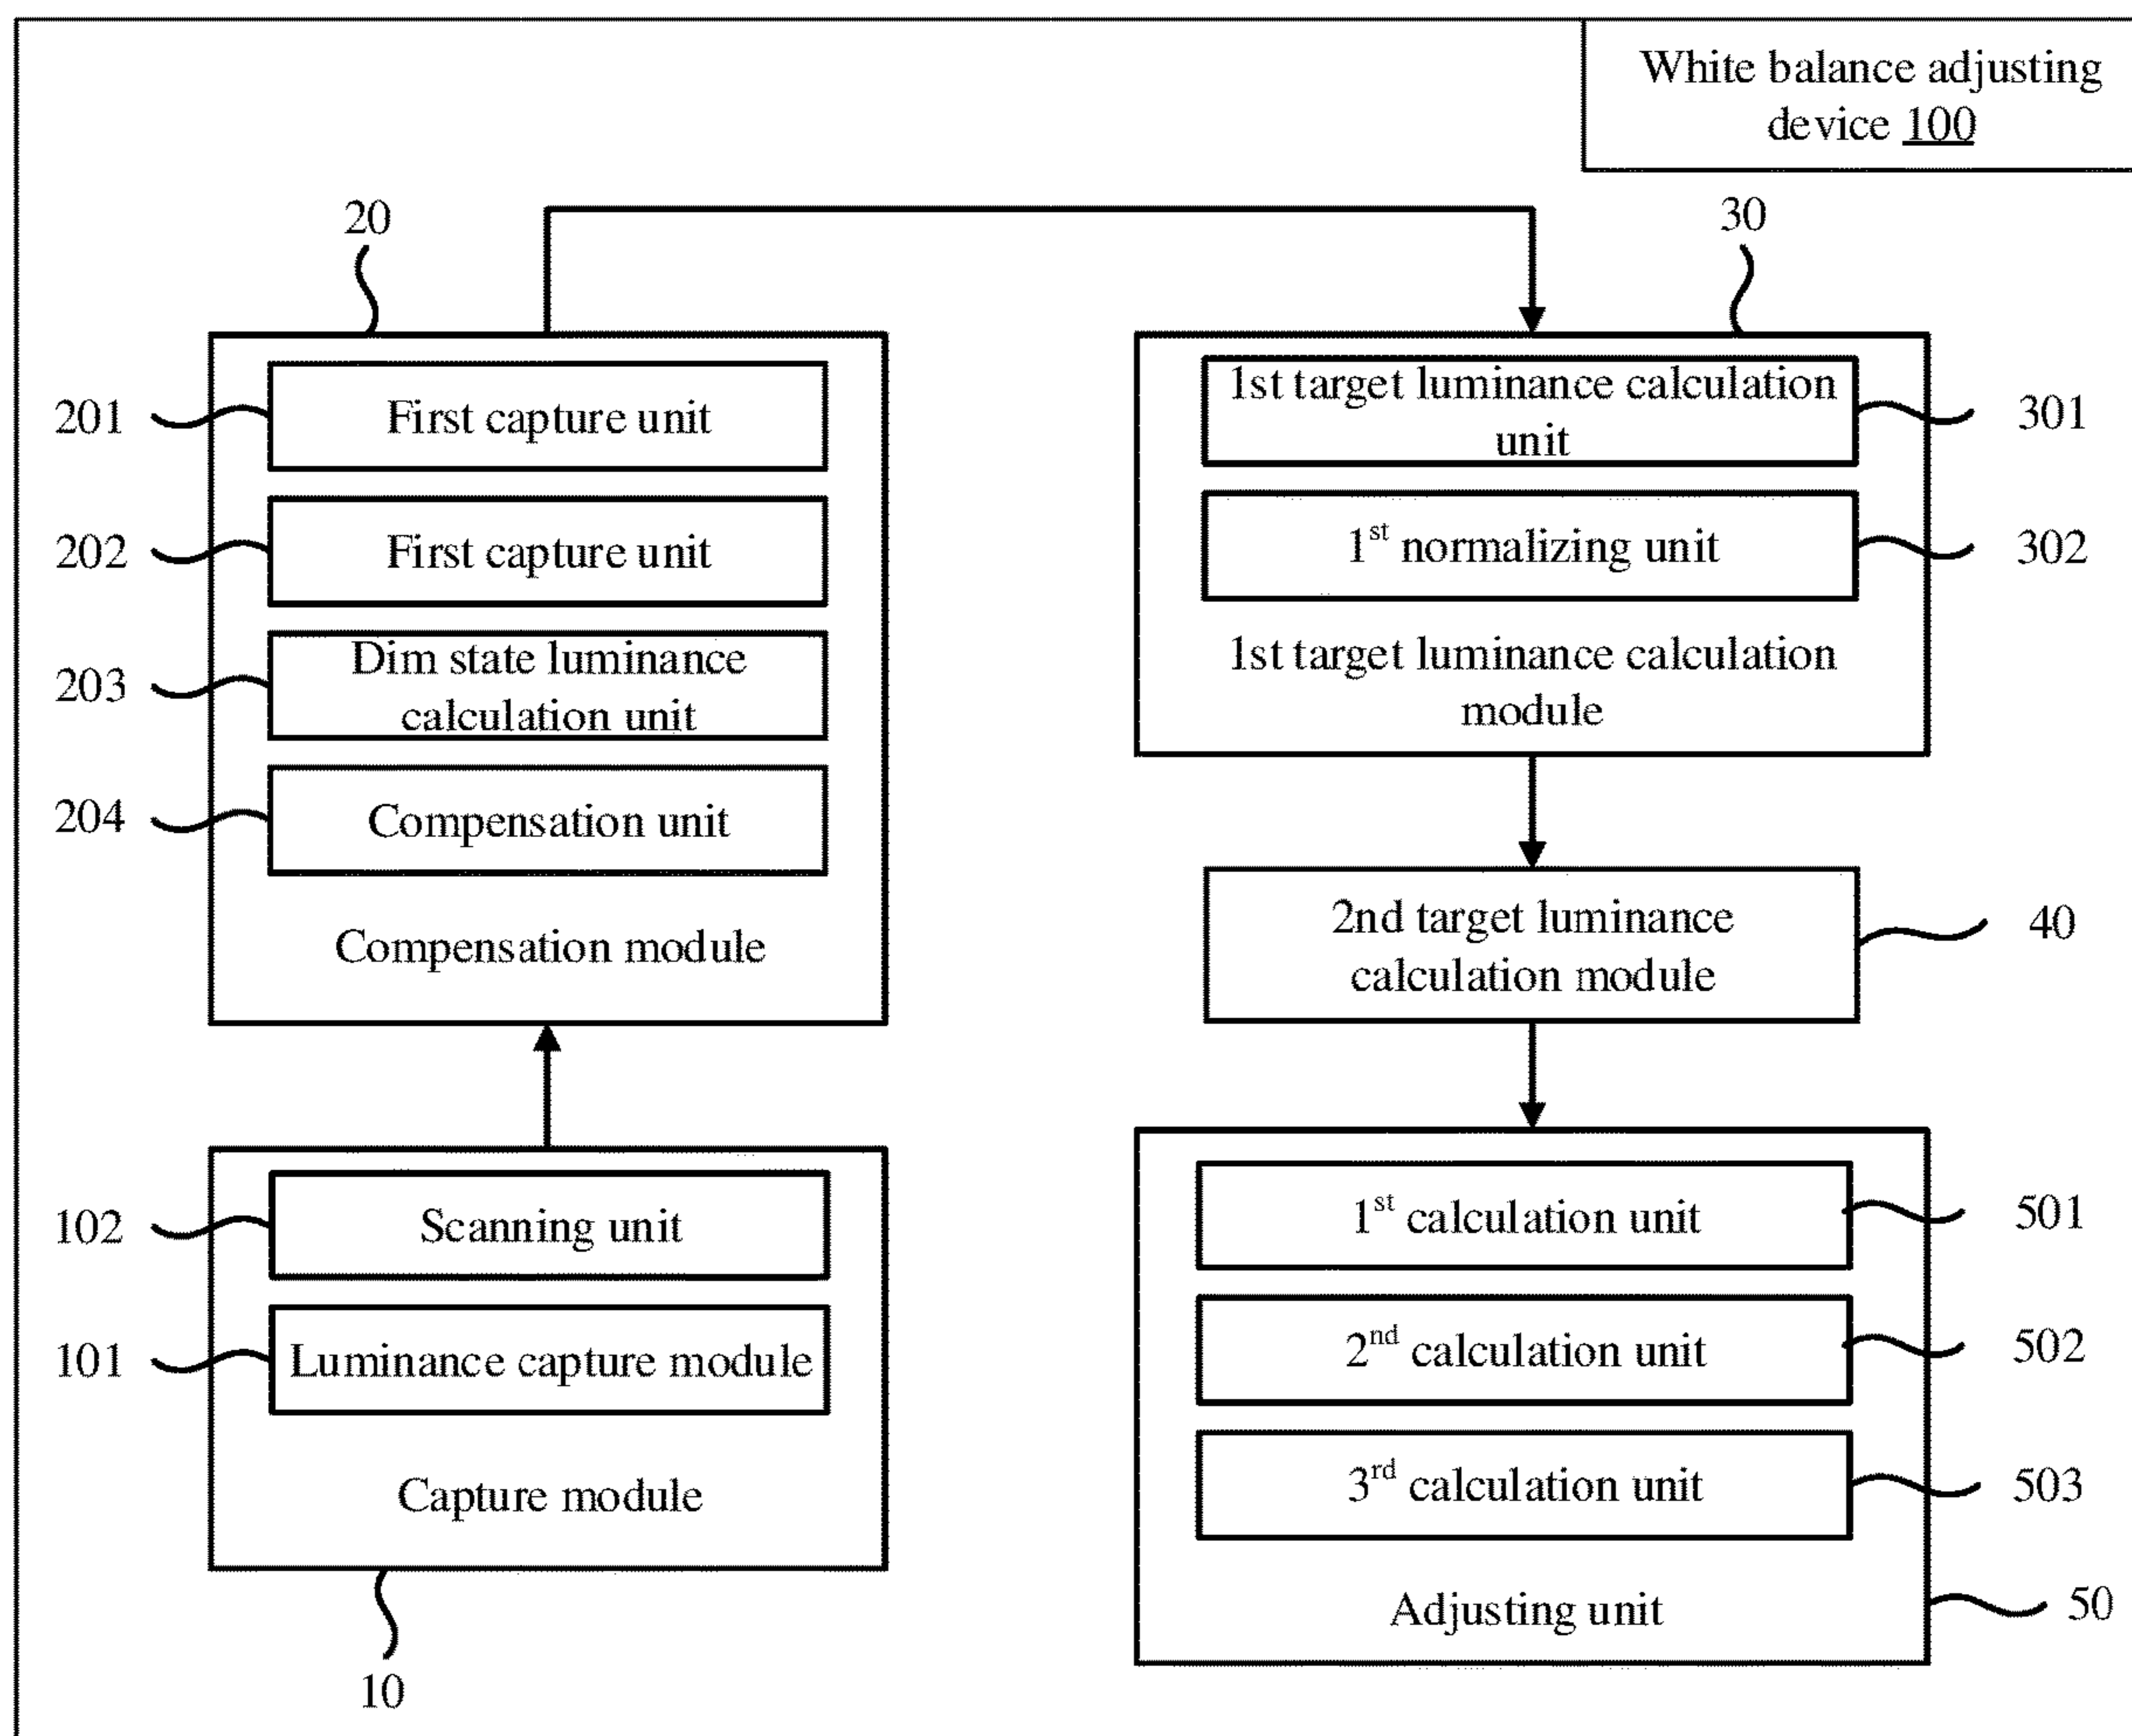 White balance adjusting
device 100
20
30
201
First capture unit
202
First capture unit
203
Dim state luminance
calculation unit
204
Compensation unit
Compensation module
1st target luminance calculation
unit
301
1st normalizing unit
302
1st target luminance calculation
module
2nd target luminance
calculation module
40
102
Scanning unit
101
Luminance capture module
Capture module
10
1st calculation unit
501
2nd calculation unit
502
3rd calculation unit
503
Adjusting unit
50